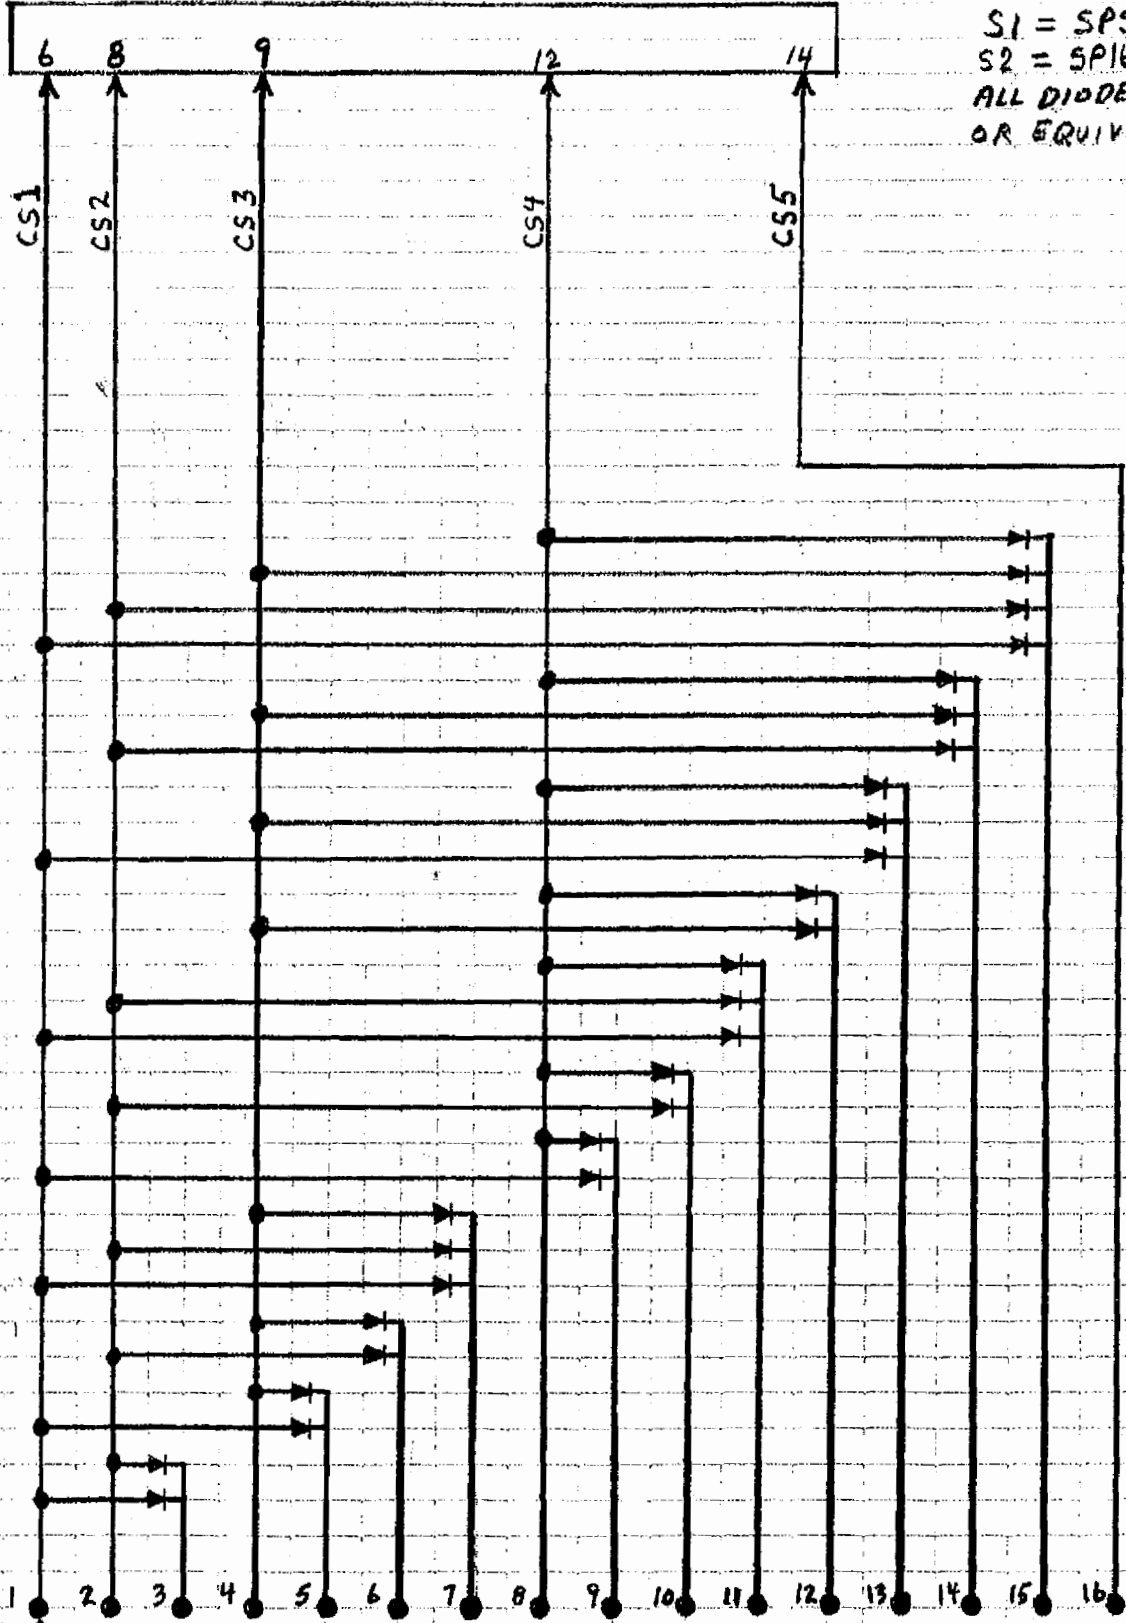 6 8 9 12 14
S1 = SPS
S2 = SP16
ALL DIODE
OR EQUIV
CS1 CS2 CS3 CS4 CS5
1 2 3 4 5 6 7 8 9 10 11 12 13 14 15 16